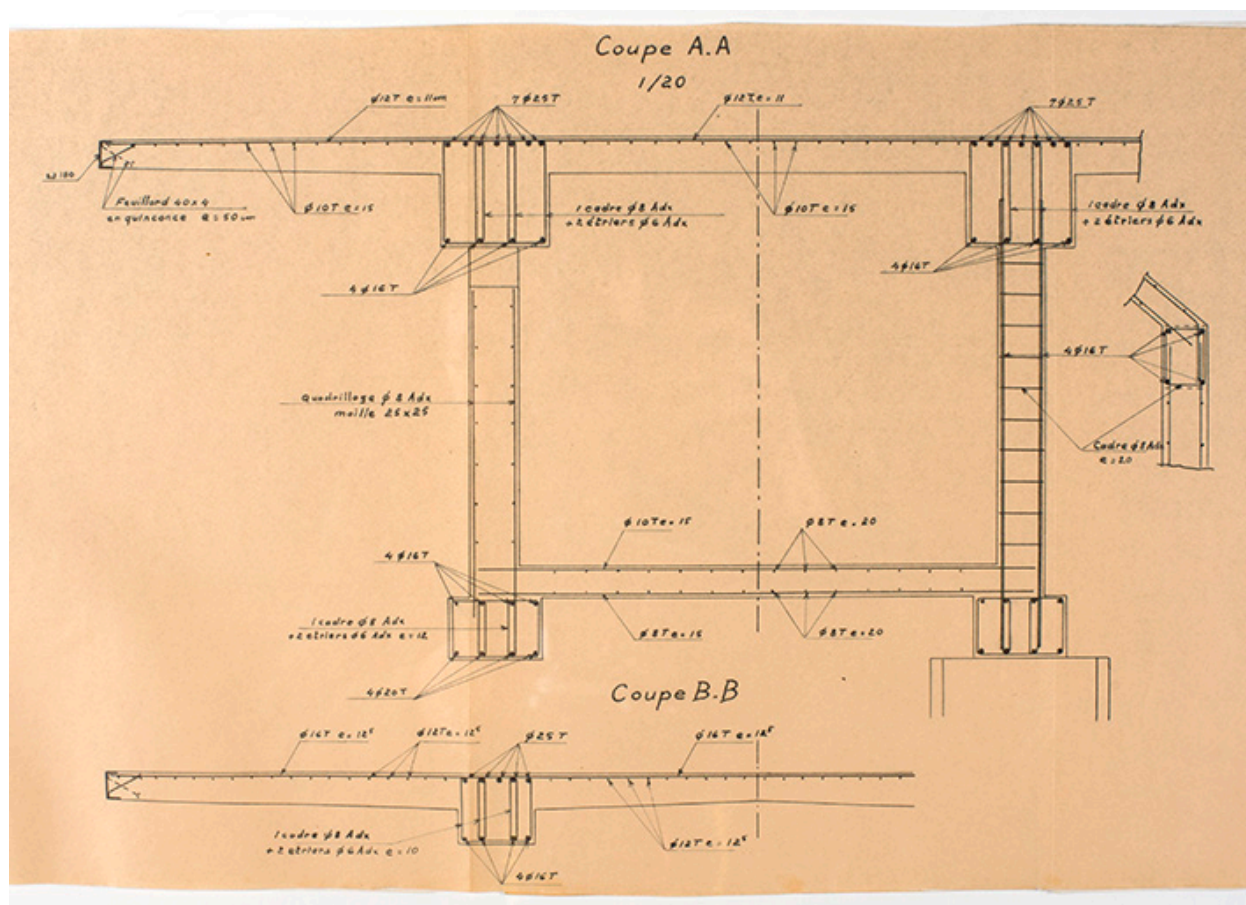 Coupe A.A
1/20
φ12T e=11cm
7φ25T
φ12T e=11
7φ25T
Feuillard 40x4
en quinconce e=50cm
φ10T e=15
1 cadre φ8 Adx
+ 2 étriers φ6 Adx
φ10T e=15
1 cadre φ8 Adx
+ 2 étriers φ6 Adx
4φ16T
4φ16T
4φ16T
Quadrillage φ8 Adx
maille 25x25
Cadre φ8 Adx
e=20
φ10T e=15
φ8T e=20
4φ16T
1 cadre φ8 Adx
+2 étriers φ6 Adx e=12
φ8T e=15
φ8T e=20
4φ20T
Coupe B.B
φ16T e=12⁵
φ12T e=12⁵
φ25T
φ16T e=12⁵
1 cadre φ8 Adx
+ 2 étriers φ6 Adx e=10
φ12T e=12⁵
4φ16T